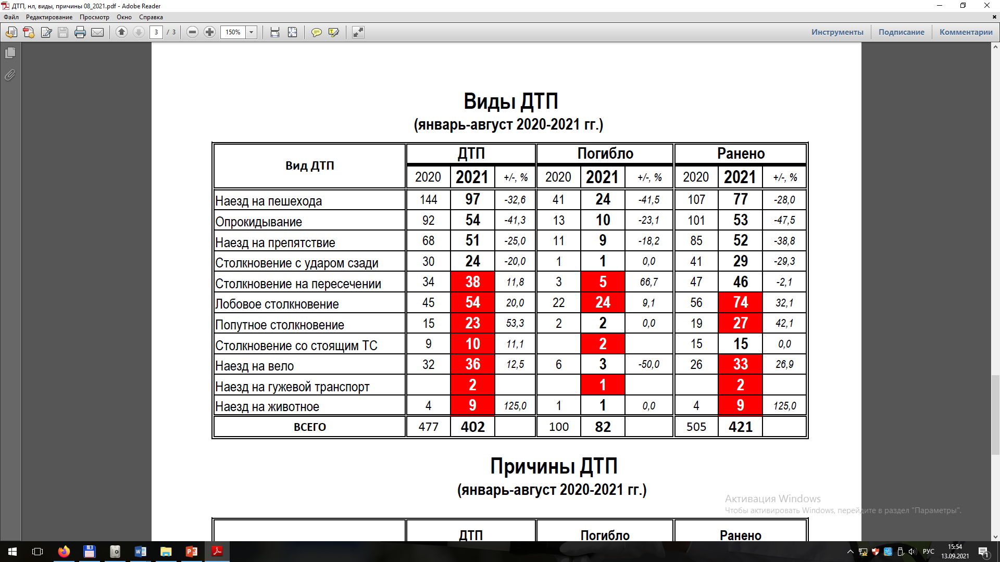 ДТП, нл, виды, причины 08_2021.pdf - Adobe Reader
Файл Редактирование Просмотр Окно Справка
3 / 3 150% Инструменты Подписание Комментарии
Виды ДТП
(январь-август 2020-2021 гг.)
Вид ДТП ДТП Погибло Ранено
2020 2021 +/-, % 2020 2021 +/-, % 2020 2021 +/-, %
Наезд на пешехода 144 97 -32,6 41 24 -41,5 107 77 -28,0
Опрокидывание 92 54 -41,3 13 10 -23,1 101 53 -47,5
Наезд на препятствие 68 51 -25,0 11 9 -18,2 85 52 -38,8
Столкновение с ударом сзади 30 24 -20,0 1 1 0,0 41 29 -29,3
Столкновение на пересечении 34 38 11,8 3 5 66,7 47 46 -2,1
Лобовое столкновение 45 54 20,0 22 24 9,1 56 74 32,1
Попутное столкновение 15 23 53,3 2 2 0,0 19 27 42,1
Столкновение со стоящим ТС 9 10 11,1 2 15 15 0,0
Наезд на вело 32 36 12,5 6 3 -50,0 26 33 26,9
Наезд на гужевой транспорт 2 1 2
Наезд на животное 4 9 125,0 1 1 0,0 4 9 125,0
ВСЕГО 477 402 100 82 505 421
Причины ДТП
(январь-август 2020-2021 гг.)
Активация Windows
Чтобы активировать Windows, перейдите в раздел "Параметры".
ДТП Погибло Ранено
РУС 15:54
13.09.2021 1